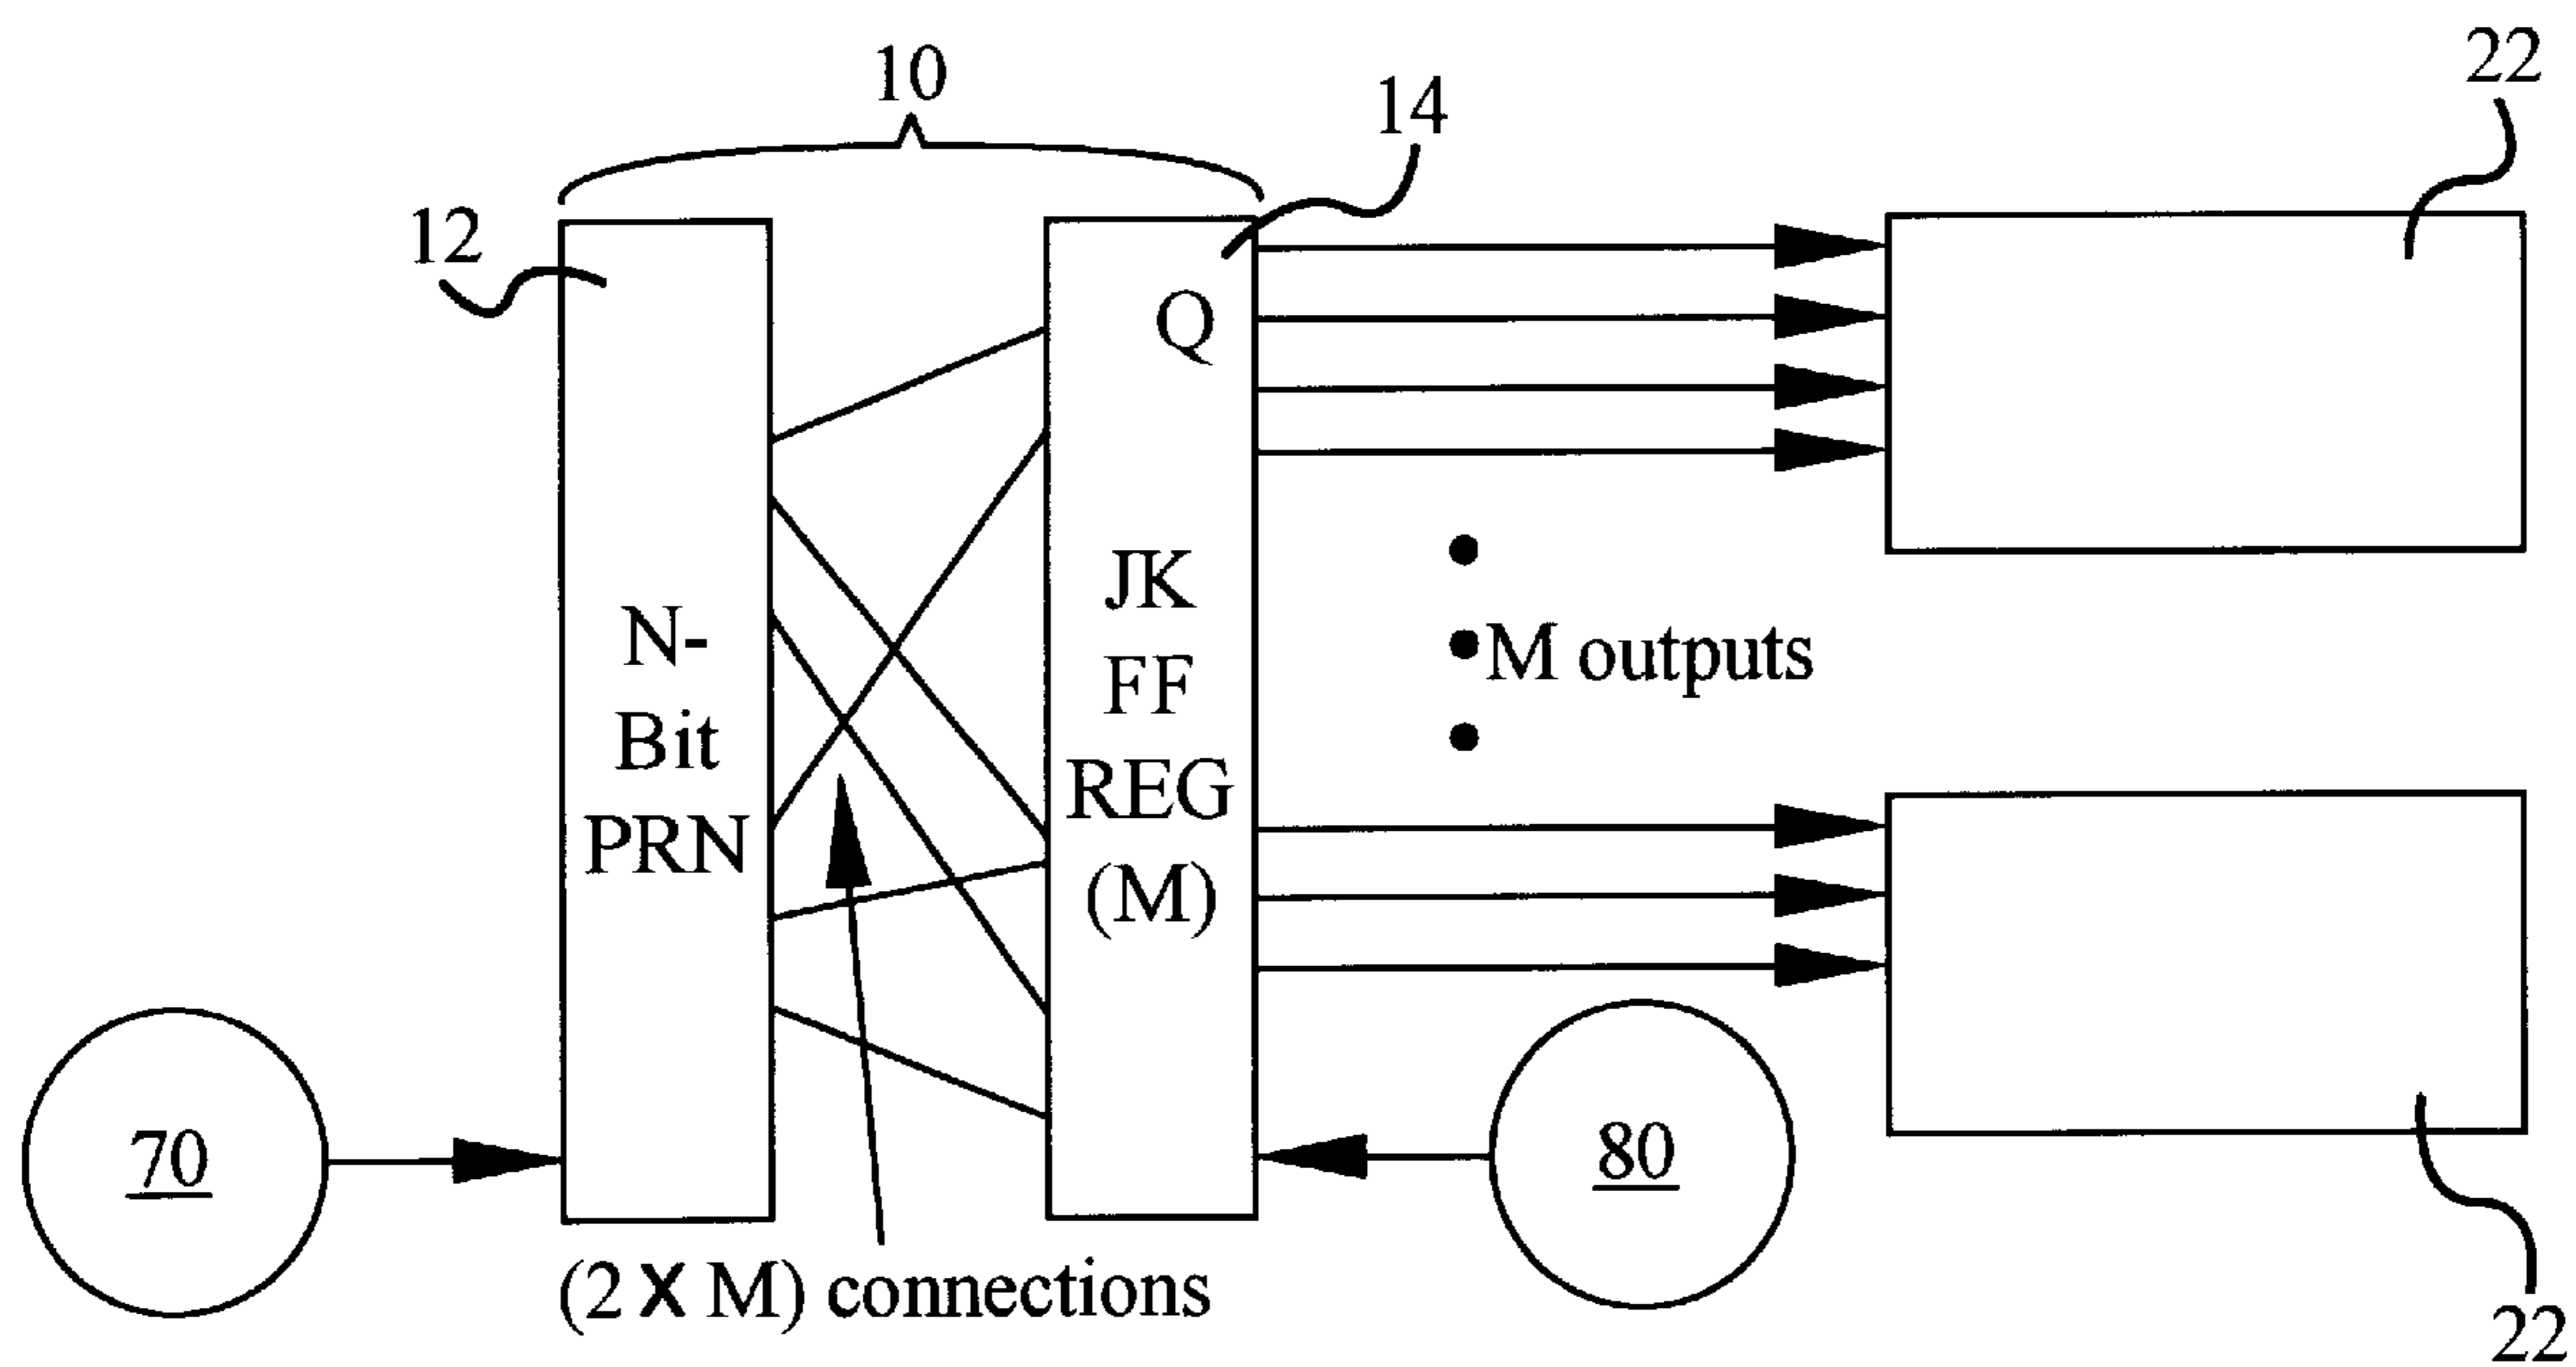 10
22
14
12
Q
N-
Bit
PRN
JK
FF
REG
(M)
M outputs
70
80
(2 X M) connections
22